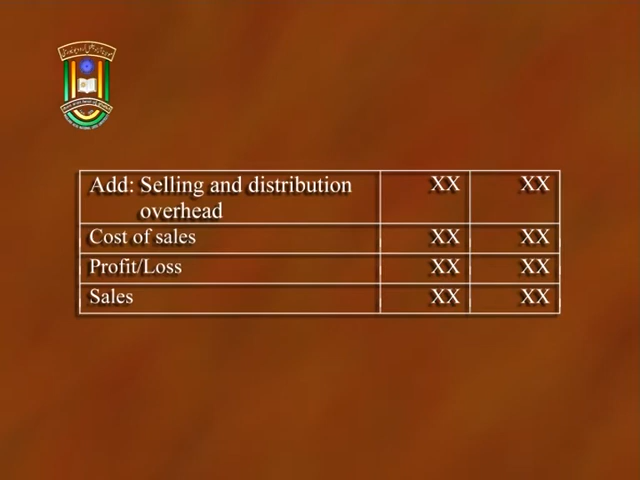 Add: Selling and distribution XX XX
overhead
Cost of sales XX XX
Profit/Loss XX XX
Sales XX XX